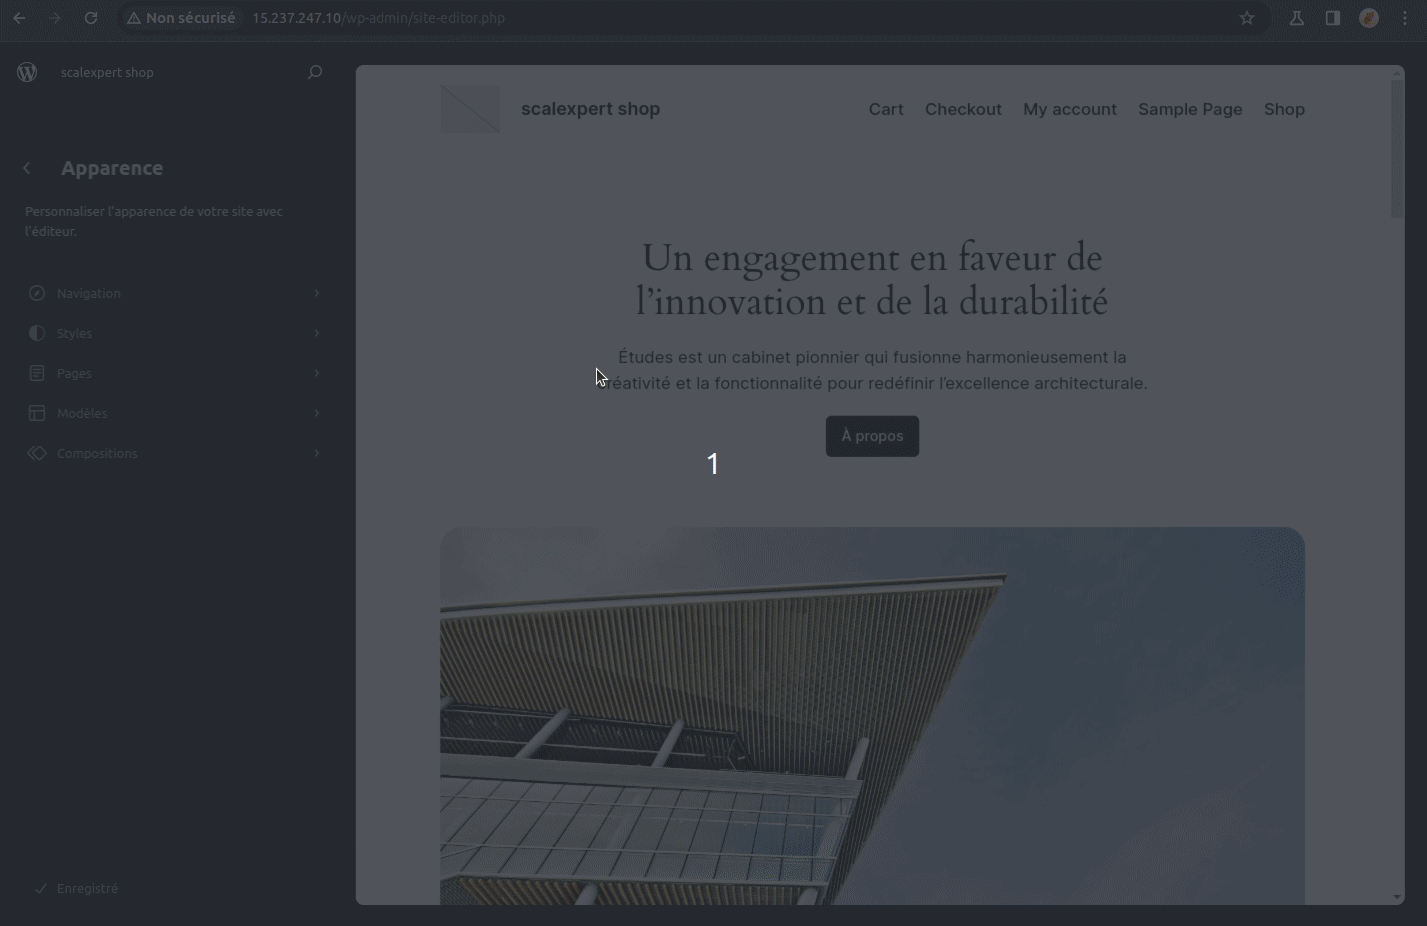 Non sécurisé 15.237.247.10/wp-admin/site-editor.php
scalexpert shop
Apparence
Personnaliser l'apparence de votre site avec
l'éditeur.
Navigation
Styles
Pages
Modèles
Compositions
Enregistré
scalexpert shop
Cart Checkout My account Sample Page Shop
Un engagement en faveur de
l’innovation et de la durabilité
Études est un cabinet pionnier qui fusionne harmonieusement la
créativité et la fonctionnalité pour redéfinir l’excellence architecturale.
À propos
1